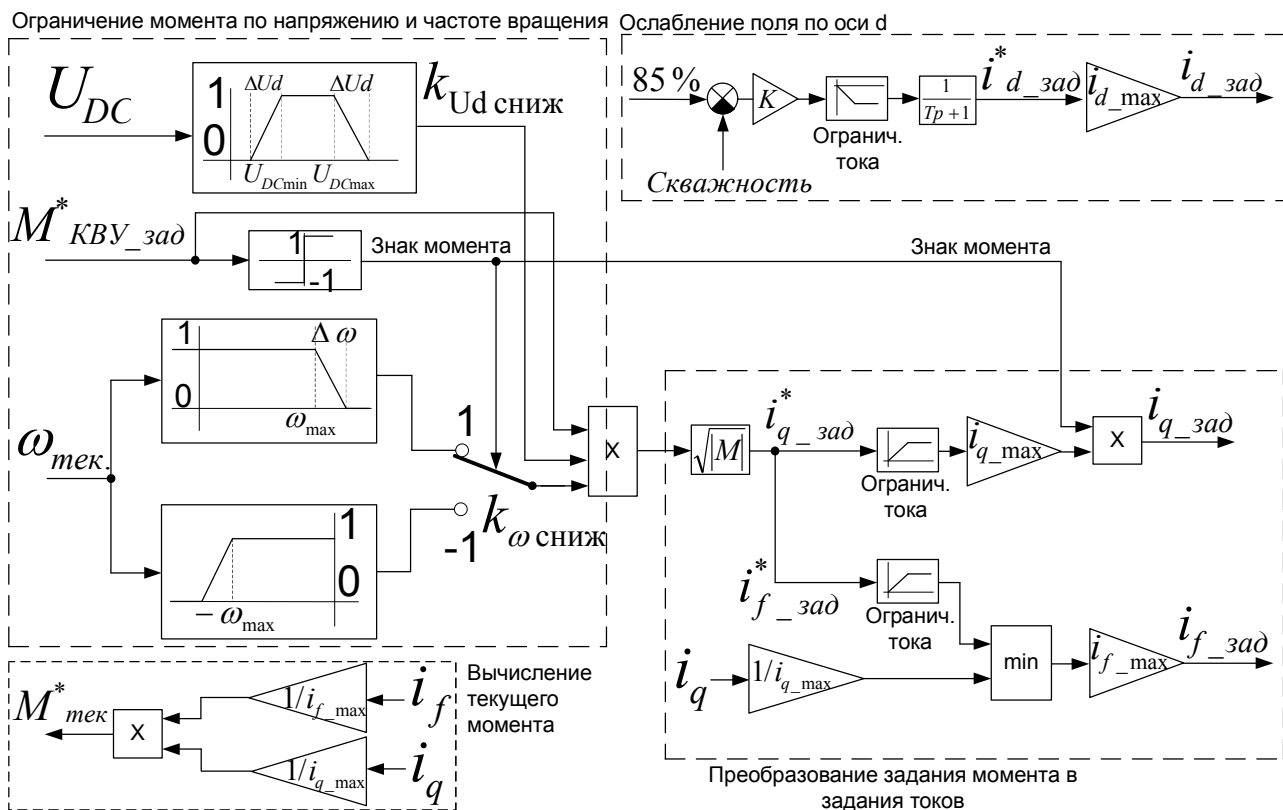 Ограничение момента по напряжению и частоте вращения
U_DC
1
0
ΔUd
ΔUd
U_DCmin
U_DCmax
k_Ud сниж
M*_КВУ_зад
1
-1
Знак момента
Знак момента
ω_тек.
1
0
Δ ω
ω_max
1
0
− ω_max
1
-1
k_ω сниж
X
Ослабление поля по оси d
85 %
Скважность
K
Огранич.
тока
1
Tp + 1
i*_d_зад
i_d_max
i_d_зад
√|M|
i*_q_зад
Огранич.
тока
i_q_max
X
i_q_зад
i*_f_зад
Огранич.
тока
i_q
1/i_q_max
min
i_f_max
i_f_зад
Преобразование задания момента в
задания токов
Вычисление
текущего
момента
M*_тек
X
1/i_f_max
i_f
1/i_q_max
i_q